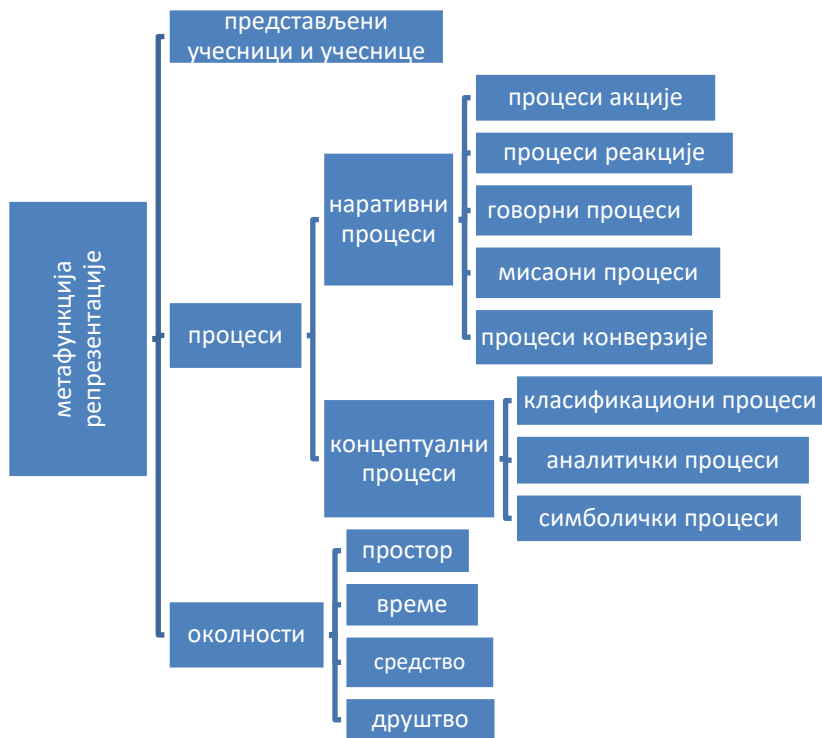 представљени
учесници и учеснице
процеси акције
процеси реакције
наративни
процеси
говорни процеси
мисаони процеси
метафункција
репрезентације
процеси
процеси конверзије
класификациони процеси
концептуални
процеси
аналитички процеси
симболички процеси
простор
време
околности
средство
друштво